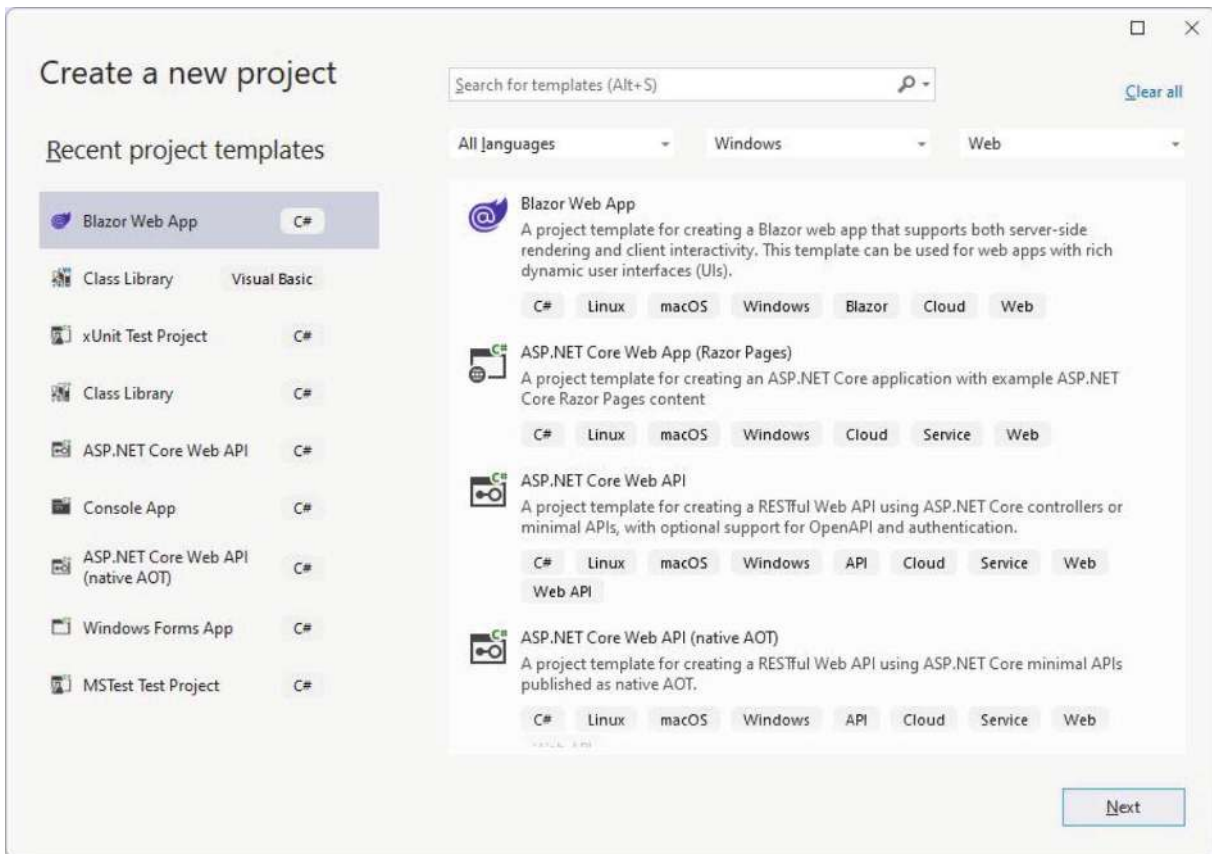 Create a new project
Search for templates (Alt+S)
Clear all
Recent project templates
All languages
Windows
Web
Blazor Web App C#
Class Library Visual Basic
xUnit Test Project C#
Class Library C#
ASP.NET Core Web API C#
Console App C#
ASP.NET Core Web API
(native AOT) C#
Windows Forms App C#
MSTest Test Project C#
Blazor Web App
A project template for creating a Blazor web app that supports both server-side
rendering and client interactivity. This template can be used for web apps with rich
dynamic user interfaces (UIs).
C# Linux macOS Windows Blazor Cloud Web
C#
ASP.NET Core Web App (Razor Pages)
A project template for creating an ASP.NET Core application with example ASP.NET
Core Razor Pages content
C# Linux macOS Windows Cloud Service Web
C#
ASP.NET Core Web API
A project template for creating a RESTful Web API using ASP.NET Core controllers or
minimal APIs, with optional support for OpenAPI and authentication.
C# Linux macOS Windows API Cloud Service Web
Web API
C#
ASP.NET Core Web API (native AOT)
A project template for creating a RESTful Web API using ASP.NET Core minimal APIs
published as native AOT.
C# Linux macOS Windows API Cloud Service Web
Next